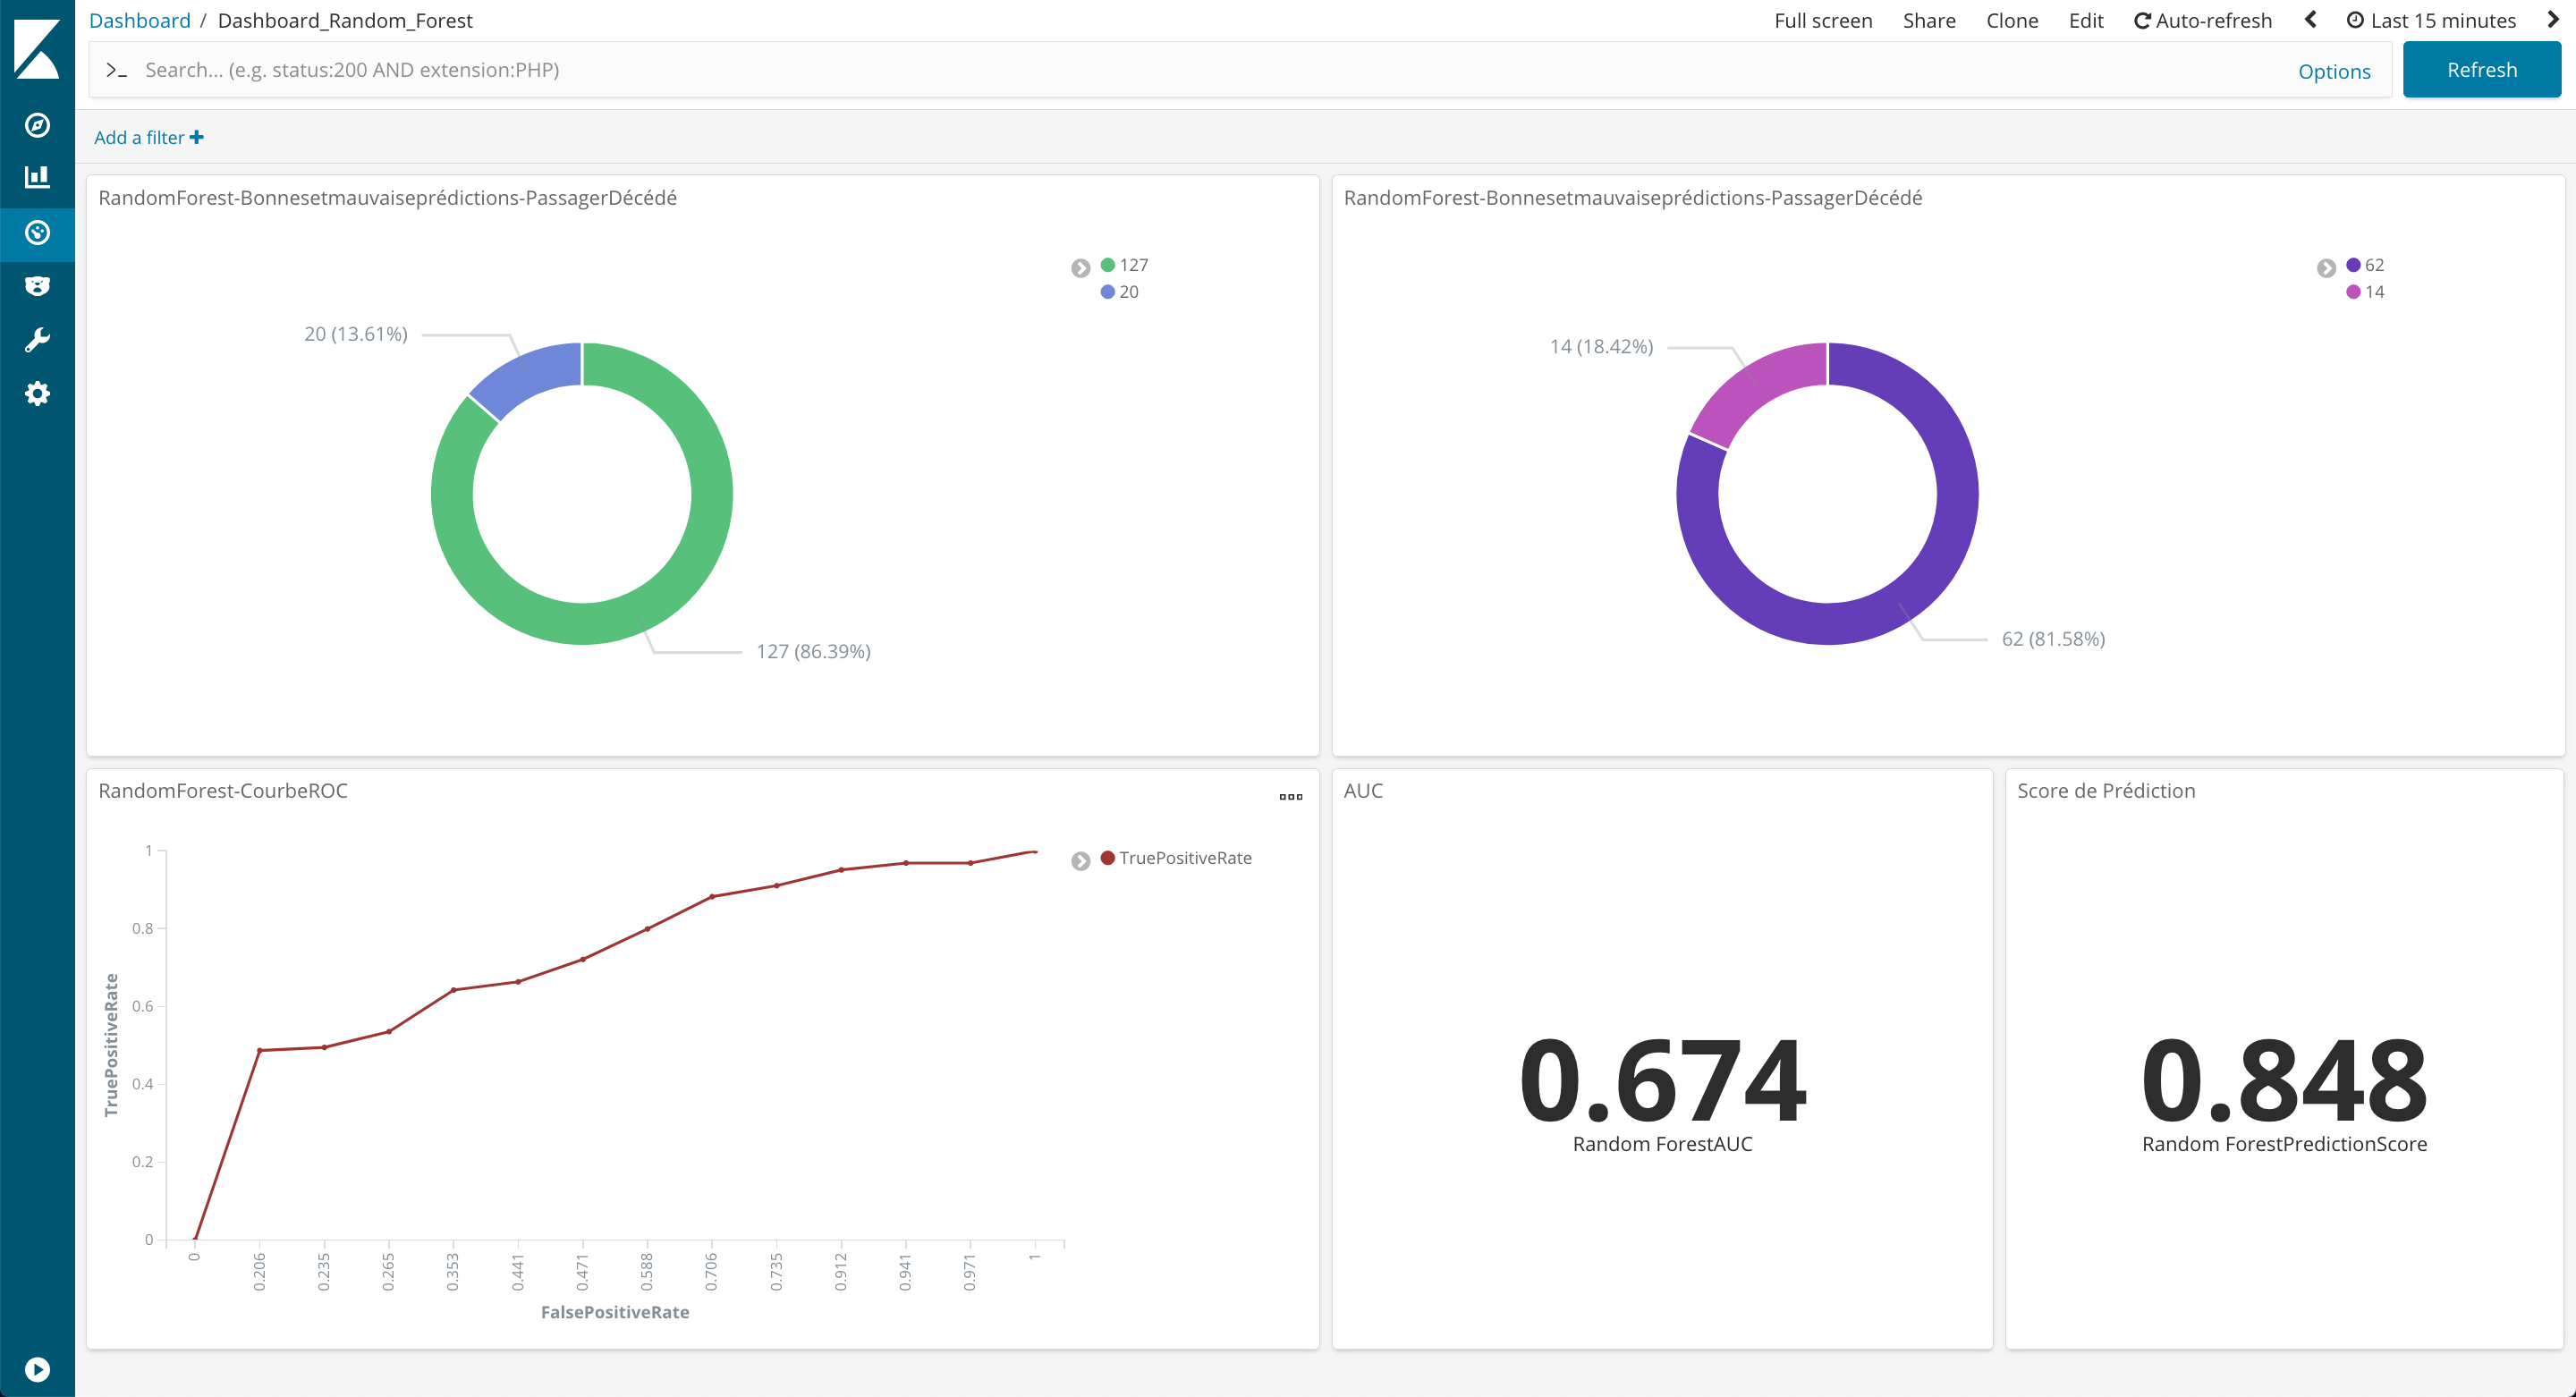 Dashboard / Dashboard_Random_Forest
Full screen Share Clone Edit Auto-refresh Last 15 minutes
>_ Search... (e.g. status:200 AND extension:PHP)
Options
Refresh
Add a filter
RandomForest-Bonnesetmauvaiseprédictions-PassagerDécédé
127
20
20 (13.61%)
127 (86.39%)
RandomForest-Bonnesetmauvaiseprédictions-PassagerDécédé
62
14
14 (18.42%)
62 (81.58%)
RandomForest-CourbeROC
TruePositiveRate
1
0.8
0.6
0.4
0.2
0
TruePositiveRate
0
0.206
0.235
0.265
0.353
0.441
0.471
0.588
0.706
0.735
0.912
0.941
0.971
1
FalsePositiveRate
AUC
0.674
Random ForestAUC
Score de Prédiction
0.848
Random ForestPredictionScore